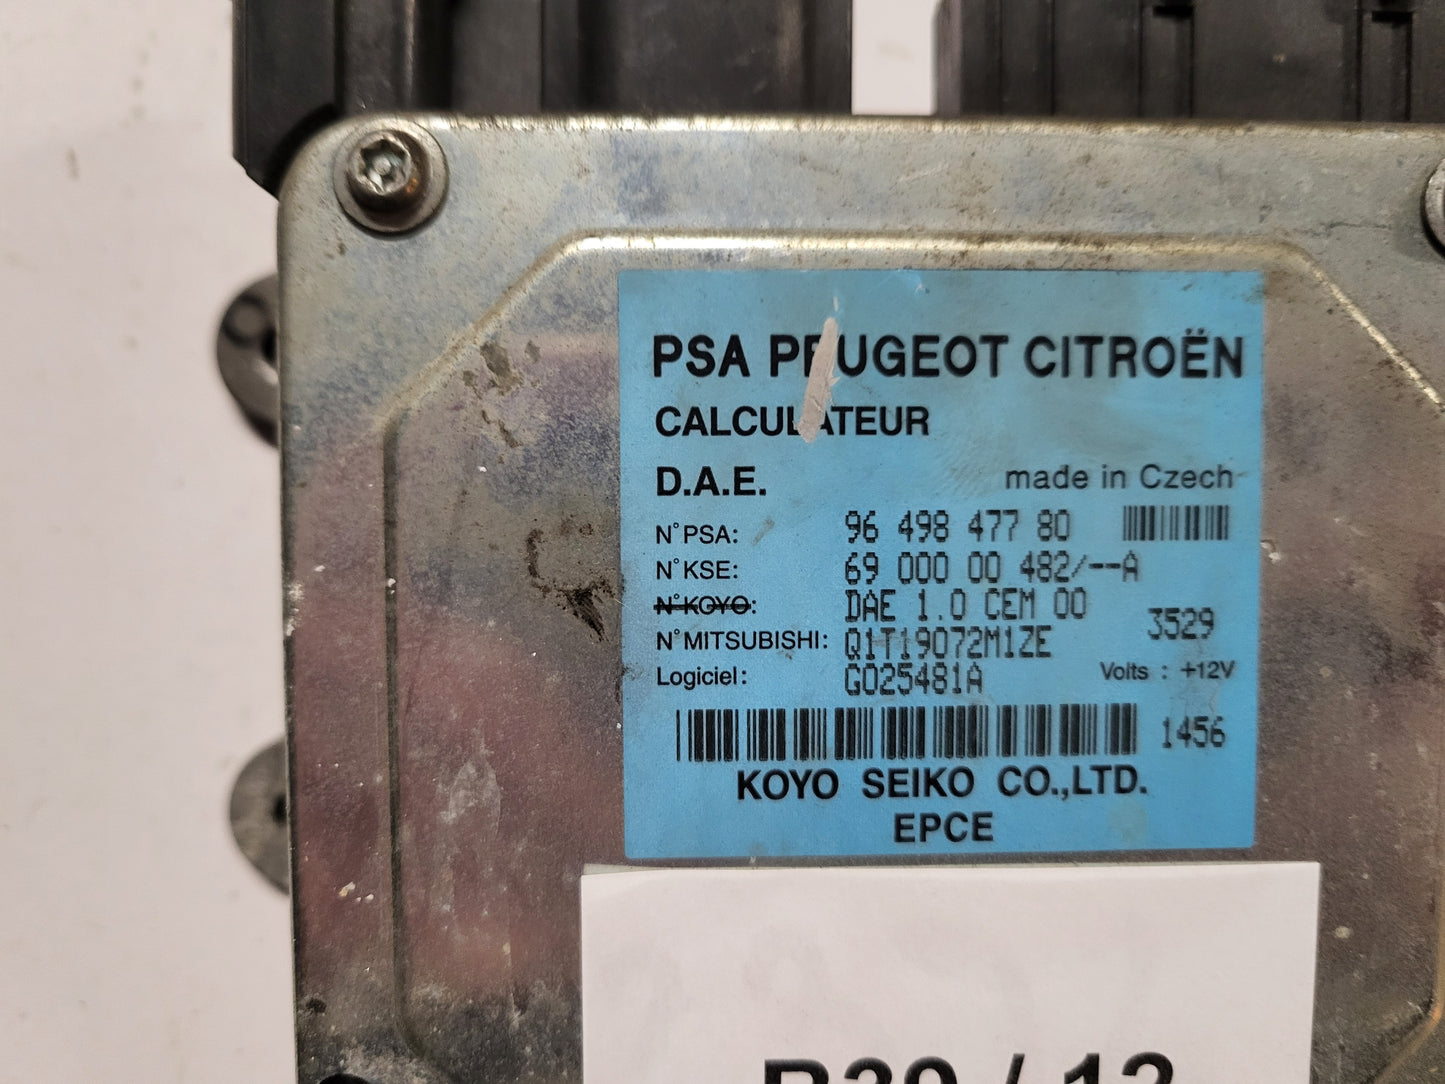 PSA PEUGEOT CITROËN
CALCULATEUR
D.A.E. made in Czech
N° PSA: 96 498 477 80
N° KSE: 69 000 00 482/--A
N° KOYO: DAE 1.0 CEM 00 3529
N° MITSUBISHI: Q1T19072M1ZE
Logiciel: G025481A Volts : +12V
1456
KOYO SEIKO CO.,LTD.
EPCE